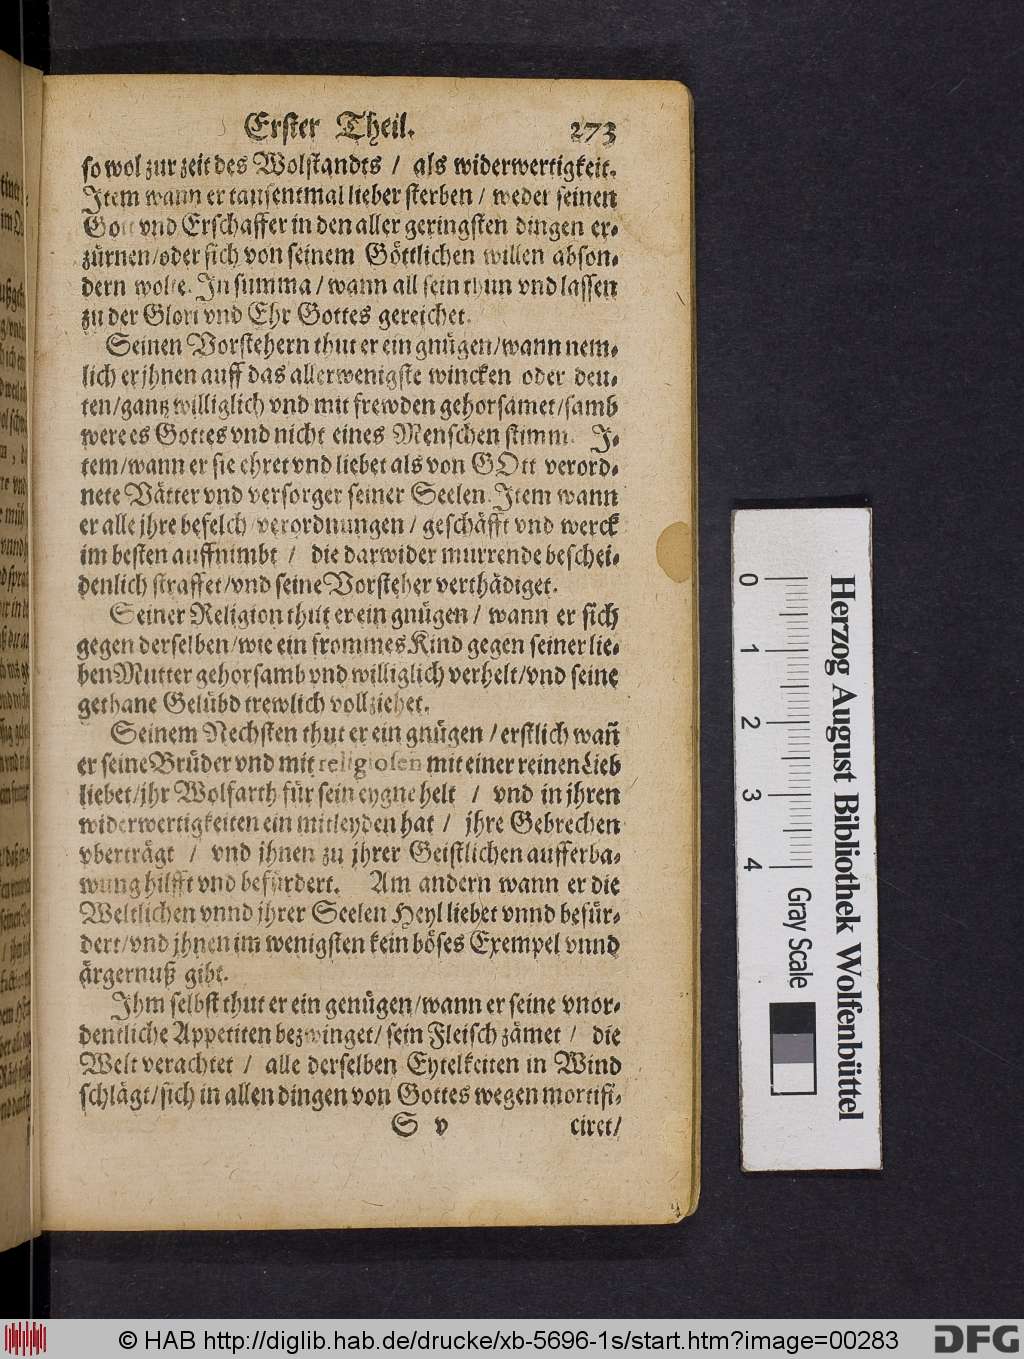 Erster Theil. 273
so wol zur zeit des Wolstandts / als widerwertigkeit.
Item wann er tausentmal lieber sterben / weder seinen
Gott vnd Erschaffer in den aller geringsten dingen er-
zürnen/oder sich von seinem Göttlichen willen abson-
dern wolte. In summa / wann all sein thun vnd lassen
zu der Glori vnd Ehr Gottes gereichet.
Seinen Vorstehern thut er ein gnügen/wann nem-
lich er jhnen auff das allerwenigste wincken oder deu-
ten/gantz williglich vnd mit frewden gehorsamet/samb
were es Gottes vnd nicht eines Menschen stimm. I-
tem/wann er sie ehret vnd liebet als von GOtt verord-
nete Vätter vnd versorger seiner Seelen. Item wann
er alle jhre befelch/verordnungen / geschäfft vnd werck
im besten auffnimbt / die darwider murrende beschei-
denlich straffet/vnd seine Vorsteher verthädiget.
Seiner Religion thut er ein gnügen / wann er sich
gegen derselben/wie ein frommes Kind gegen seiner lie-
ben Mutter gehorsamb vnd williglich verhelt/vnd seine
gethane Gelübd trewlich vollziehet.
Seinem Nechsten thut er ein gnügen / erstlich wañ
er seine Brüder vnd mit religiosen mit einer reinen Lieb
liebet/jhr Wolfarth für sein eygne helt / vnd in jhren
widerwertigkeiten ein mitleyden hat / jhre Gebrechen
vberträgt / vnd jhnen zu jhrer Geistlichen aufferba-
wung hilfft vnd befürdert. Am andern wann er die
Weltlichen vnnd jhrer Seelen Heyl liebet vnnd befür-
dert/vnd jhnen im wenigsten kein böses Exempel vnnd
ärgernuß gibt.
Ihm selbst thut er ein genügen/wann er seine vnor-
dentliche Appetiten bezwinget/ sein Fleisch zämet / die
Welt verachtet / alle derselben Eytelkeiten in Wind
schlägt/sich in allen dingen von Gottes wegen mortifi-
S v ciret/
Herzog August Bibliothek Wolfenbüttel
0 1 2 3 4 Gray Scale
© HAB http://diglib.hab.de/drucke/xb-5696-1s/start.htm?image=00283 DFG